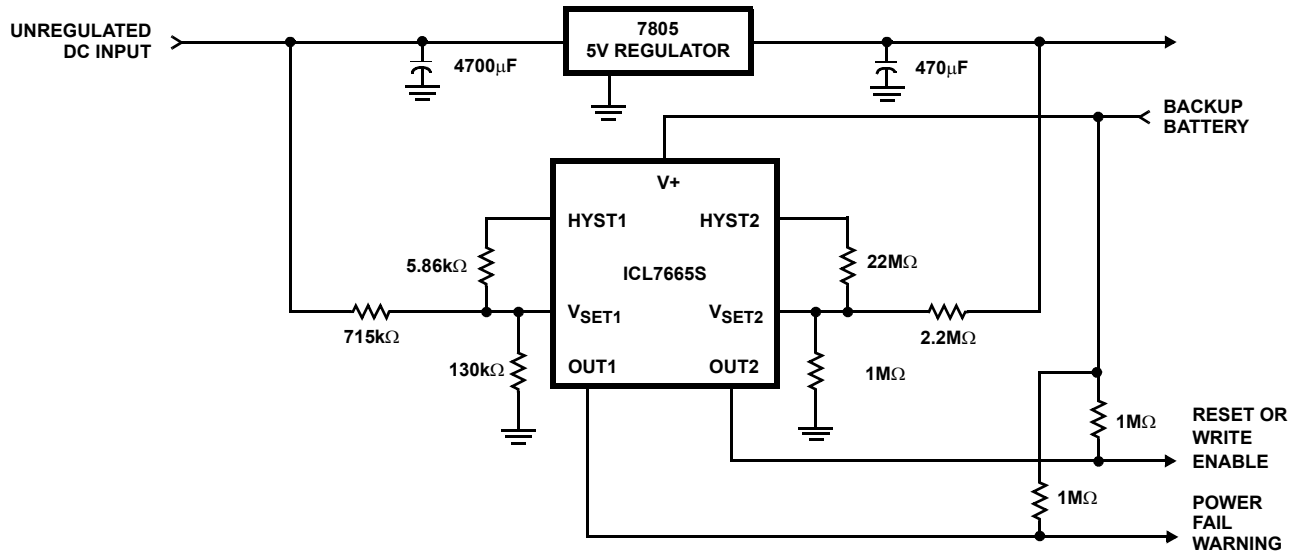 UNREGULATED
DC INPUT
7805
5V REGULATOR
4700μF
470μF
BACKUP
BATTERY
V+
HYST1
HYST2
5.86kΩ
ICL7665S
22MΩ
VSET1
VSET2
715kΩ
2.2MΩ
130kΩ
OUT1
OUT2
1MΩ
1MΩ
RESET OR
WRITE
ENABLE
1MΩ
POWER
FAIL
WARNING